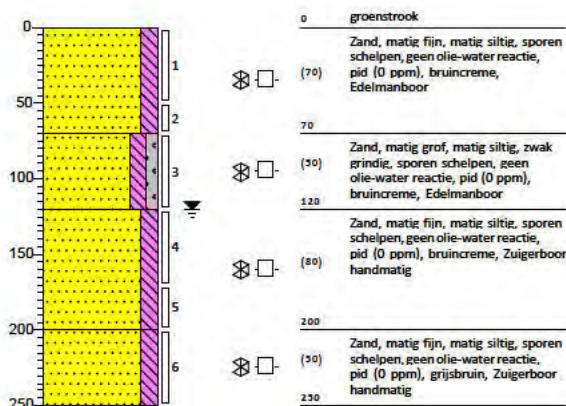 0
50
100
150
200
250
1
2
3
4
5
6
0 groenstrook
(70)
Zand, matig fijn, matig siltig, sporen
schelpen, geen olie-water reactie,
pid (0 ppm), bruincreme,
Edelmanboor
70
(50)
Zand, matig grof, matig siltig, zwak
grindig, sporen schelpen, geen
olie-water reactie, pid (0 ppm),
bruincreme, Edelmanboor
120
(80)
Zand, matig fijn, matig siltig, sporen
schelpen, geen olie-water reactie,
pid (0 ppm), bruincreme, Zuigerboor
handmatig
200
(50)
Zand, matig fijn, matig siltig, sporen
schelpen, geen olie-water reactie,
pid (0 ppm), grijsbruin, Zuigerboor
handmatig
250